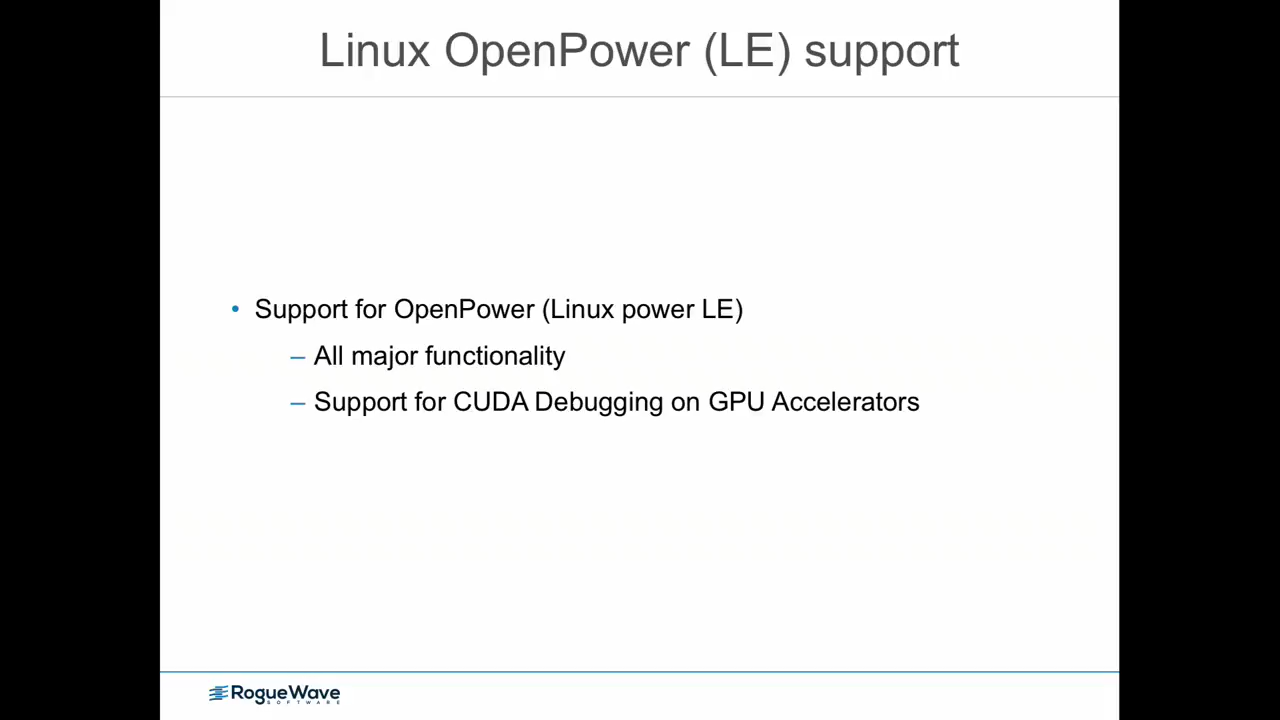 Linux OpenPower (LE) support
• Support for OpenPower (Linux power LE)
– All major functionality
– Support for CUDA Debugging on GPU Accelerators
RogueWave
SOFTWARE